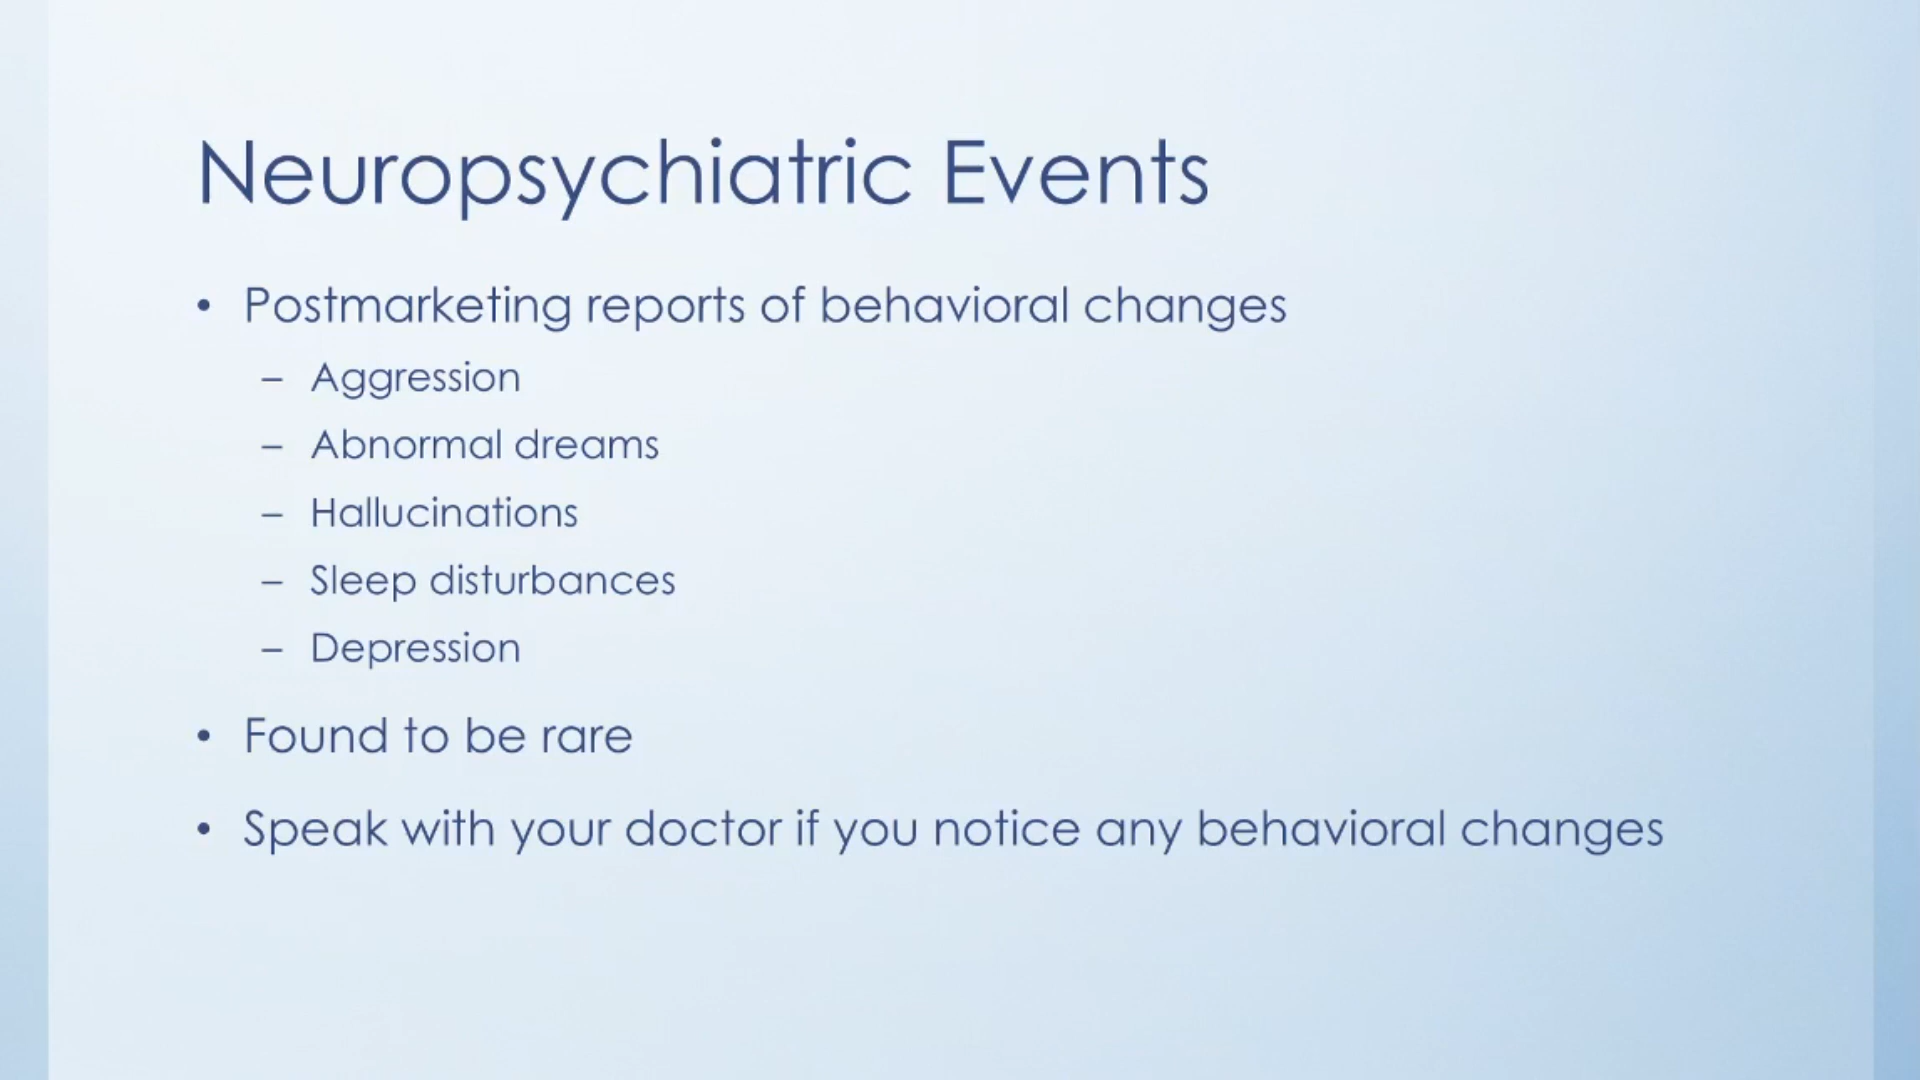 Neuropsychiatric Events
• Postmarketing reports of behavioral changes
– Aggression
– Abnormal dreams
– Hallucinations
– Sleep disturbances
– Depression
• Found to be rare
• Speak with your doctor if you notice any behavioral changes